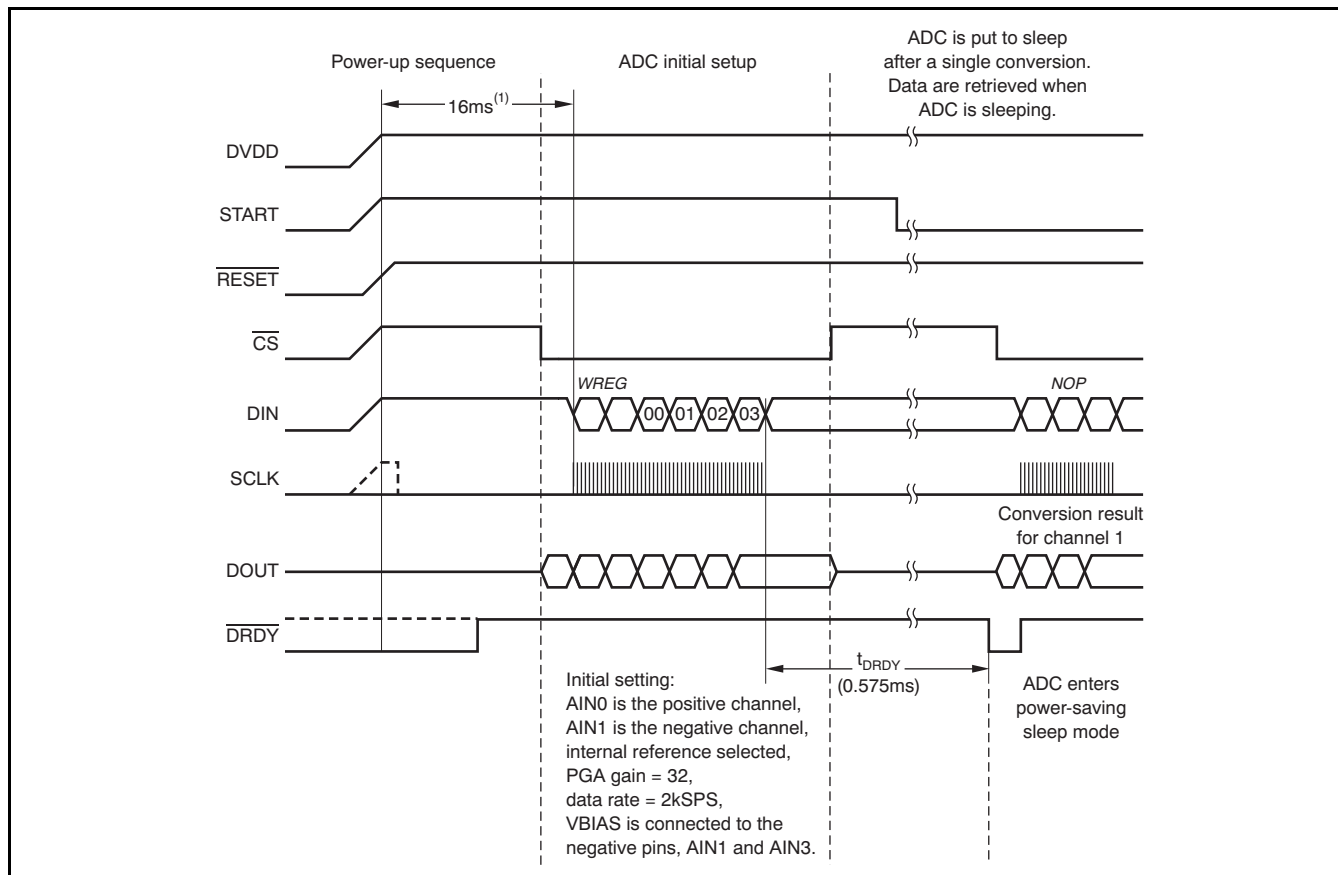 Power-up sequence
ADC initial setup
ADC is put to sleep
after a single conversion.
Data are retrieved when
ADC is sleeping.
16ms(1)
DVDD
START
RESET
CS
WREG
NOP
DIN
00 01 02 03
SCLK
Conversion result
for channel 1
DOUT
DRDY
tDRDY
(0.575ms)
Initial setting:
AIN0 is the positive channel,
AIN1 is the negative channel,
internal reference selected,
PGA gain = 32,
data rate = 2kSPS,
VBIAS is connected to the
negative pins, AIN1 and AIN3.
ADC enters
power-saving
sleep mode